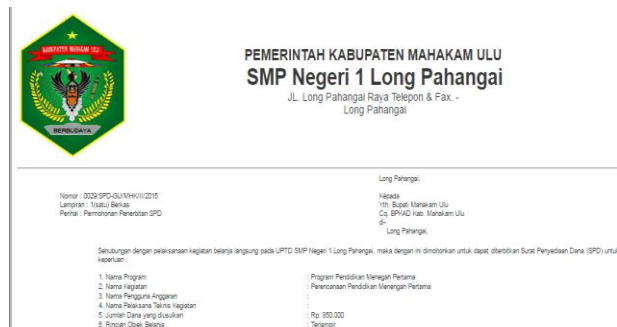 KABUPATEN MAHAKAM ULU
BERBUDAYA
PEMERINTAH KABUPATEN MAHAKAM ULU
SMP Negeri 1 Long Pahangai
JL. Long Pahangai Raya Telepon & Fax. -
Long Pahangai
Long Pahangai,
Nomor : 0029/SPD-GU/MHK/II/2015
Lampiran : 1(satu) Berkas
Perihal : Permohonan Penerbitan SPD
Kepada
Yth. Bupati Mahakam Ulu
Cq. BPKAD Kab. Mahakam Ulu
di-
Long Pahangai,
Sehubungan dengan pelaksanaan kegiatan belanja langsung pada UPTD SMP Negeri 1 Long Pahangai, maka dengan ini dimohonkan untuk dapat diterbitkan Surat Penyediaan Dana (SPD) untuk
keperluan :
1. Nama Program : Program Pendidikan Menegah Pertama
2. Nama Kegiatan : Perencanaan Pendidikan Menengah Pertama
3. Nama Pengguna Anggaran :
4. Nama Pelaksana Teknis Kegiatan :
5. Jumlah Dana yang diusulkan : Rp. 850.000
6. Rincian Objek Belanja : Terlampir